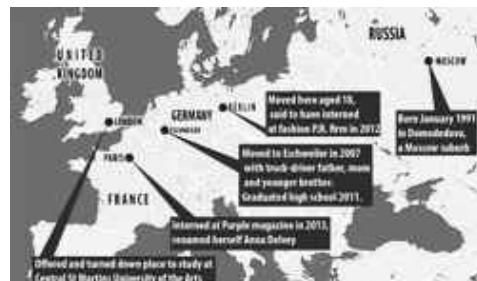 UNITED
KINGDOM
RUSSIA
MOSCOW
LONDON
GERMANY
BERLIN
ESCHWEILER
PARIS
FRANCE
Moved here aged 19,
said to have interned
at fashion P.R. firm in 2012
Born January 1991
in Domodedovo,
a Moscow suburb
Moved to Eschweiler in 2007
with truck-driver father, mom
and younger brother.
Graduated high school 2011.
Interned at Purple magazine in 2013,
renamed herself Anna Delvey
Offered and turned down place to study at
Central St Martins University of the Arts